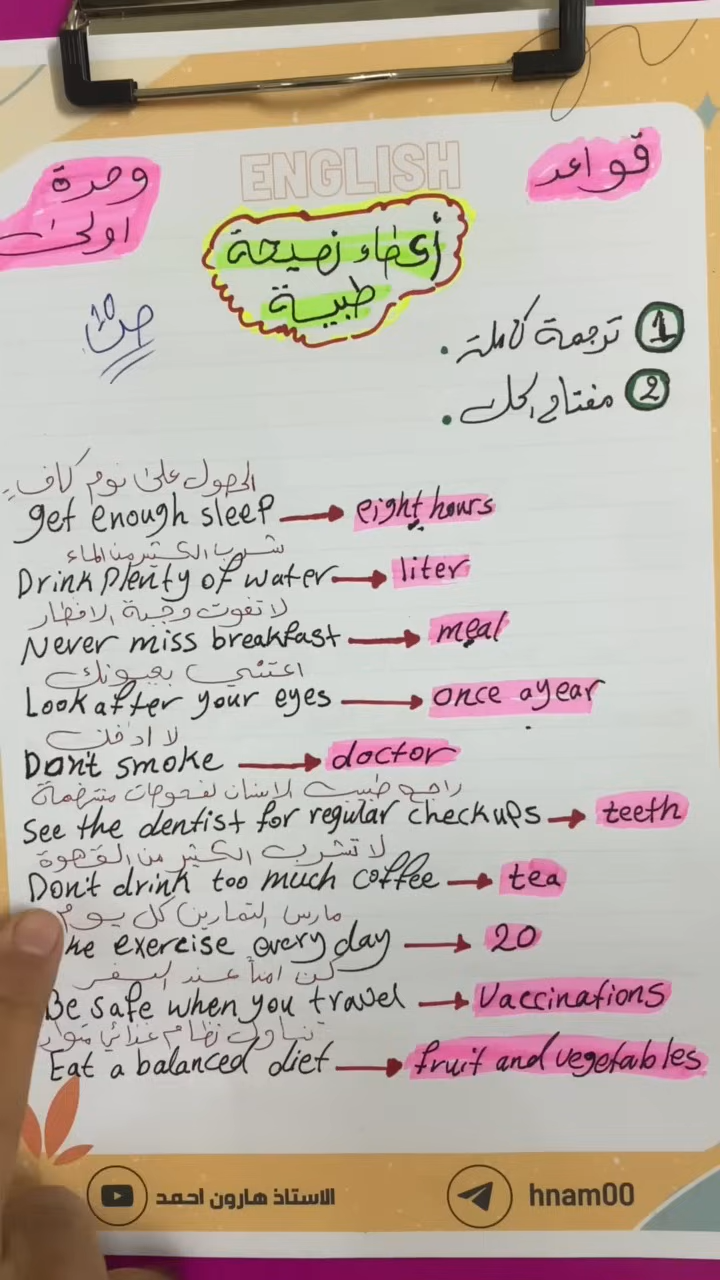 ENGLISH
قواعد
وحدة
اولى
أعطاء نصيحة
طبية
ص 10
1 ترجمة كاملة.
2 مفتاح الحل.
الحصول على نوم كافٍ
get enough sleep → eight hours
شرب الكثير من الماء
Drink plenty of water → liter
لا تفوت وجبة الافطار
Never miss breakfast → meal
اعتني بعيونك
Look after your eyes → once a year
لا ادخن
Don't smoke → doctor
راجع طبيب الاسنان لفحوصات منتظمة
See the dentist for regular checkups → teeth
لا تشرب الكثير من القهوة
Don't drink too much coffee → tea
مارس التمارين كل يوم
ke exercise every day → 20
كن امناً عند السفر
Be safe when you travel → Vaccinations
تناول نظام غذائي
Eat a balanced diet → fruit and vegetables
الاستاذ هارون احمد
hnam00